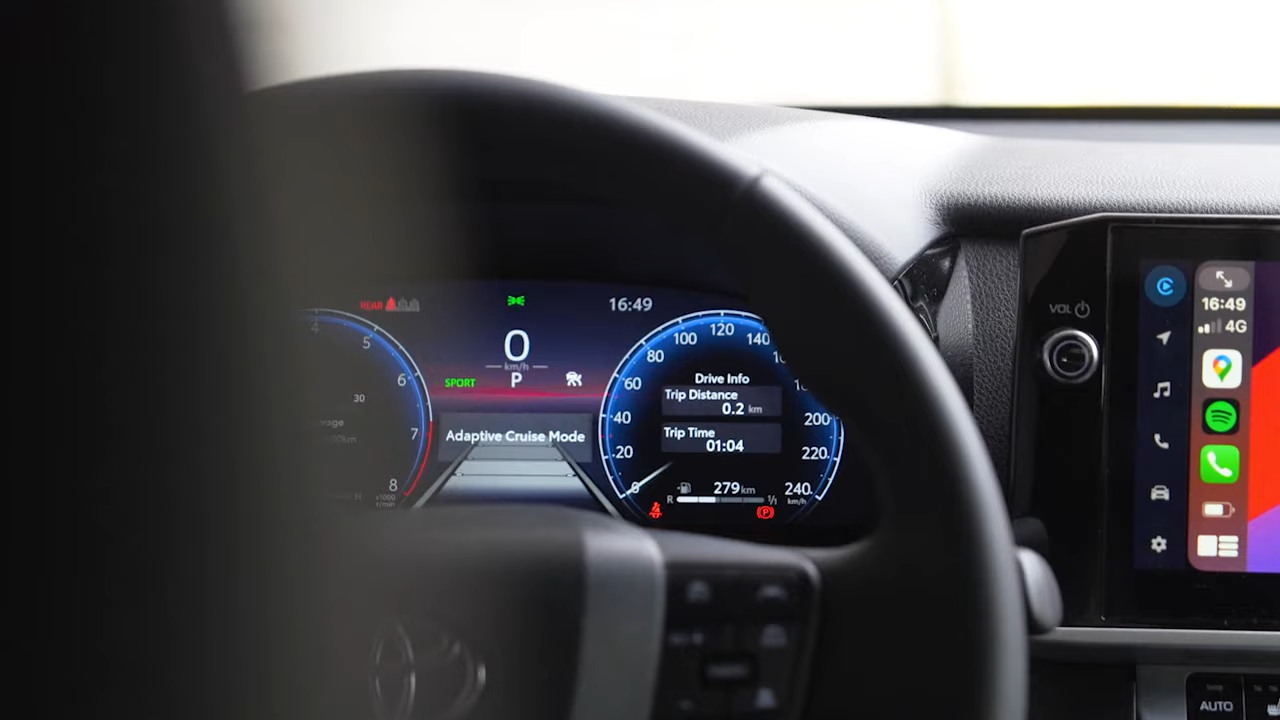 REAR
16:49
0
km/h
P
SPORT
Adaptive Cruise Mode
4
5
6
7
8
x1000
r/min
30
0
20
40
60
80
100
120
140
200
220
240
km/h
Drive Info
Trip Distance
0.2 km
Trip Time
01:04
279 km
R
1/1
P
VOL
16:49
4G
AUTO